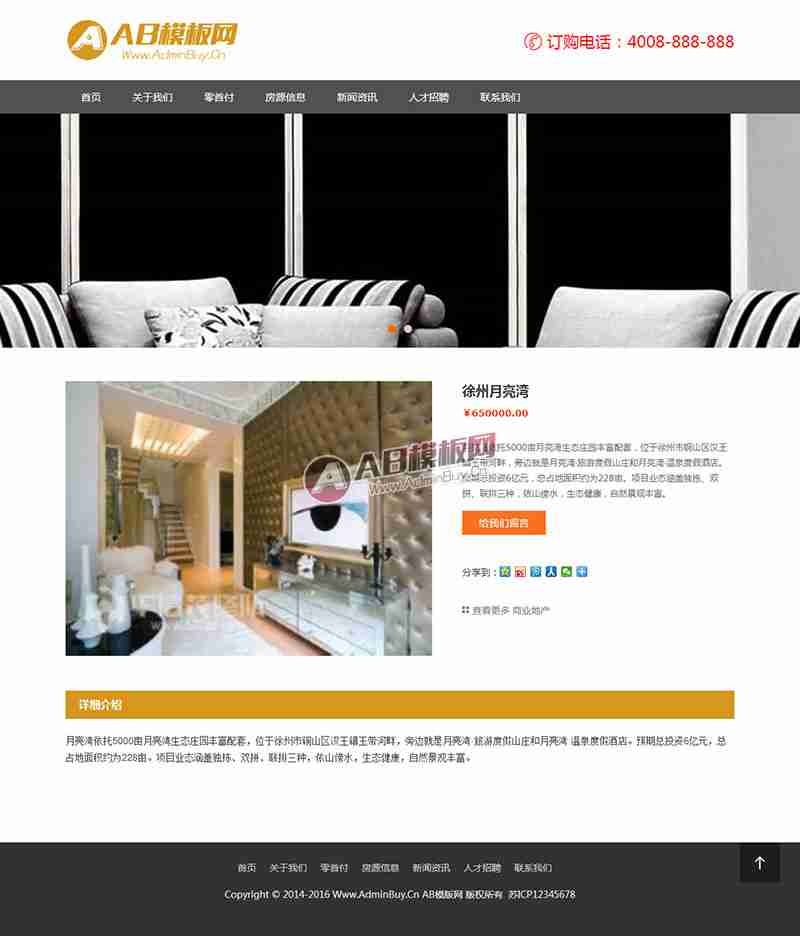 AB模板网
Www.AdminBuy.Cn
订购电话：4008-888-888
首页 关于我们 零首付 房源信息 新闻资讯 人才招聘 联系我们
徐州月亮湾
¥650000.00
依托5000亩月亮湾生态庄园丰富配套，位于徐州市铜山区汉王
玉带河畔，旁边就是月亮湾·旅游度假山庄和月亮湾·温泉度假酒店。
总投资6亿元，总占地面积约为228亩。项目业态涵盖独栋、双
拼、联拼三种，依山傍水，生态健康，自然景观丰富。
AB模板网
www.AdminBuy.Cn
给我们留言
分享到：
查看更多 商业地产
详细介绍
月亮湾依托5000亩月亮湾生态庄园丰富配套，位于徐州市铜山区汉王镇玉带河畔，旁边就是月亮湾·旅游度假山庄和月亮湾·温泉度假酒店。预期总投资6亿元，总
占地面积约为228亩。项目业态涵盖独栋、双拼、联拼三种，依山傍水，生态健康，自然景观丰富。
首页 关于我们 零首付 房源信息 新闻资讯 人才招聘 联系我们
Copyright © 2014-2016 Www.AdminBuy.Cn AB模版网 版权所有 苏ICP12345678